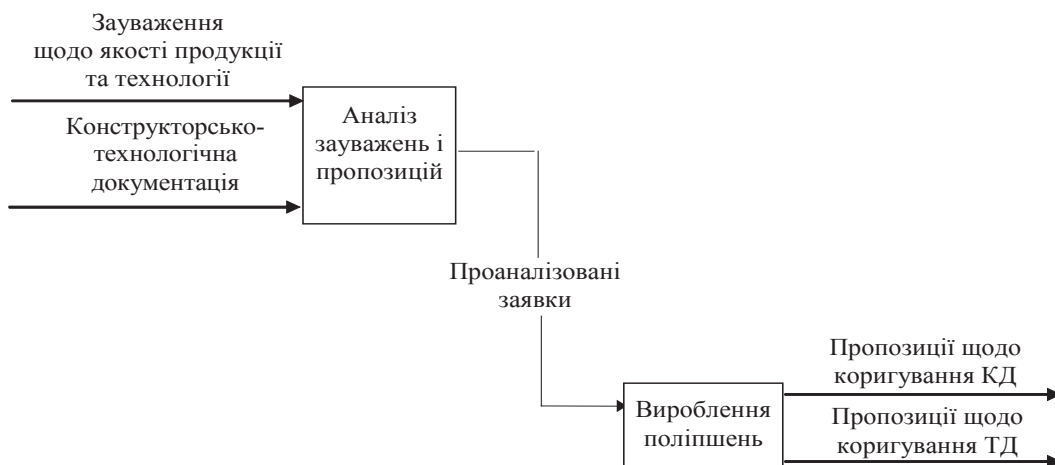 Зауваження
щодо якості продукції
та технології
Конструкторсько-
технологічна
документація
Аналіз
зауважень і
пропозицій
Проаналізовані
заявки
Вироблення
поліпшень
Пропозиції щодо
коригування КД
Пропозиції щодо
коригування ТД